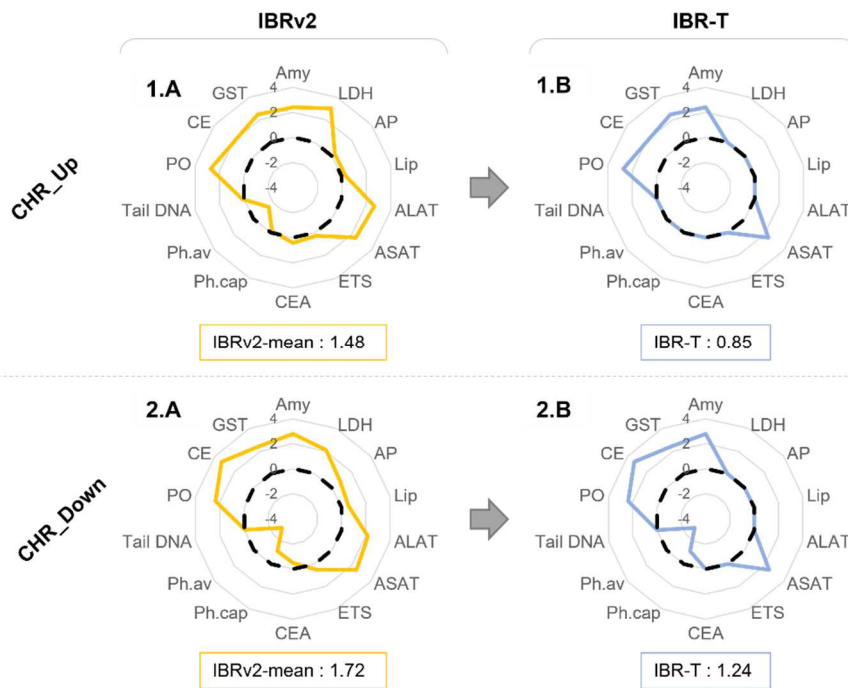 IBRv2
IBR-T
CHR_Up
1.A
Amy
LDH
AP
Lip
ALAT
ASAT
ETS
CEA
Ph.cap
Ph.av
Tail DNA
PO
CE
GST
4
2
0
-2
-4
IBRv2-mean : 1.48
1.B
Amy
LDH
AP
Lip
ALAT
ASAT
ETS
CEA
Ph.cap
Ph.av
Tail DNA
PO
CE
GST
4
2
0
-2
-4
IBR-T : 0.85
CHR_Down
2.A
Amy
LDH
AP
Lip
ALAT
ASAT
ETS
CEA
Ph.cap
Ph.av
Tail DNA
PO
CE
GST
4
2
0
-2
-4
IBRv2-mean : 1.72
2.B
Amy
LDH
AP
Lip
ALAT
ASAT
ETS
CEA
Ph.cap
Ph.av
Tail DNA
PO
CE
GST
4
2
0
-2
-4
IBR-T : 1.24